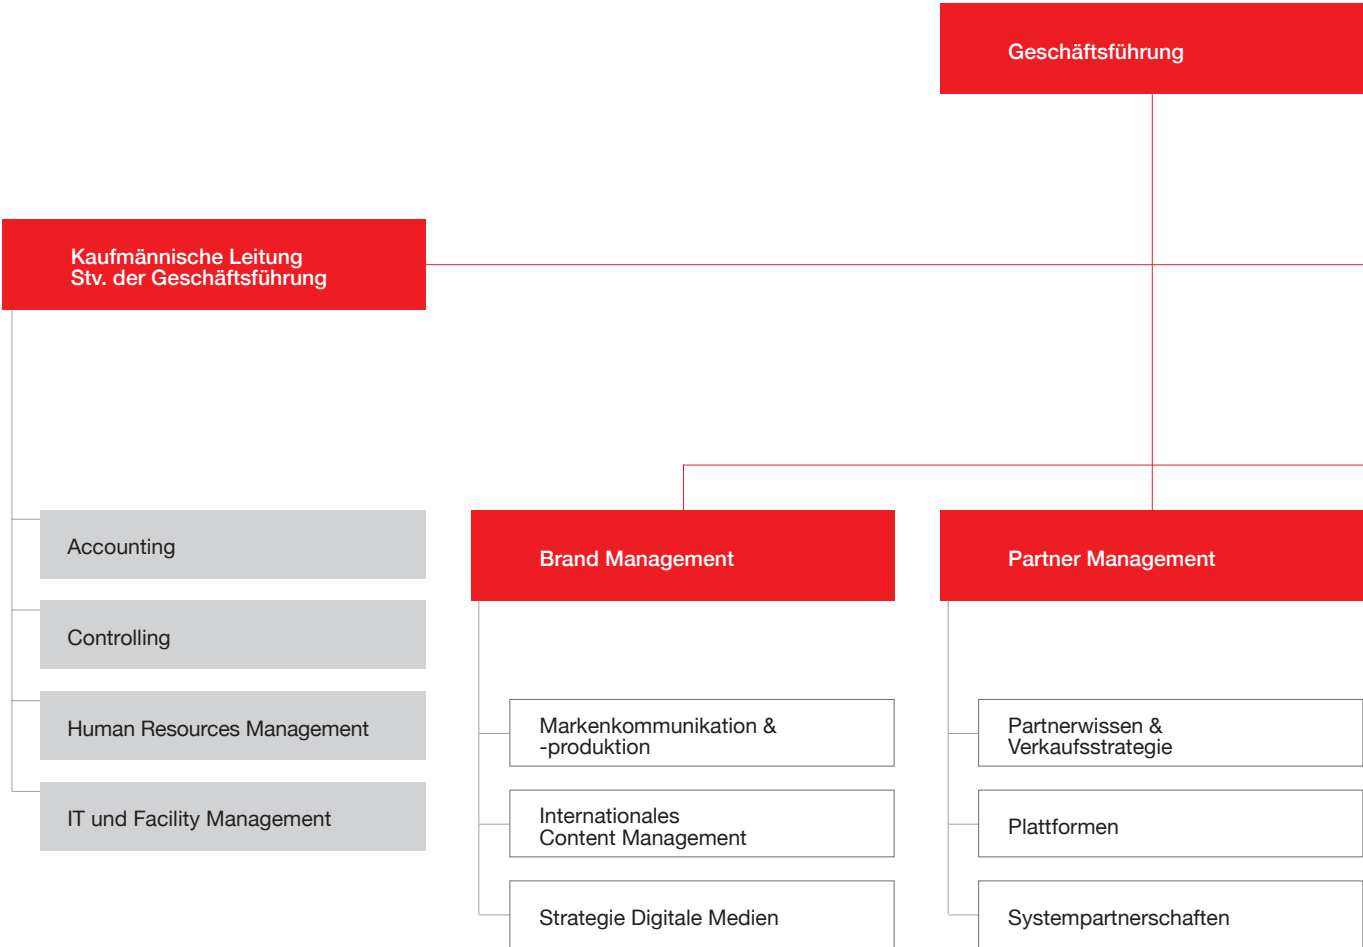 Geschäftsführung
Kaufmännische Leitung
Stv. der Geschäftsführung
Accounting
Controlling
Human Resources Management
IT und Facility Management
Brand Management
Markenkommunikation &
-produktion
Internationales
Content Management
Strategie Digitale Medien
Partner Management
Partnerwissen &
Verkaufsstrategie
Plattformen
Systempartnerschaften